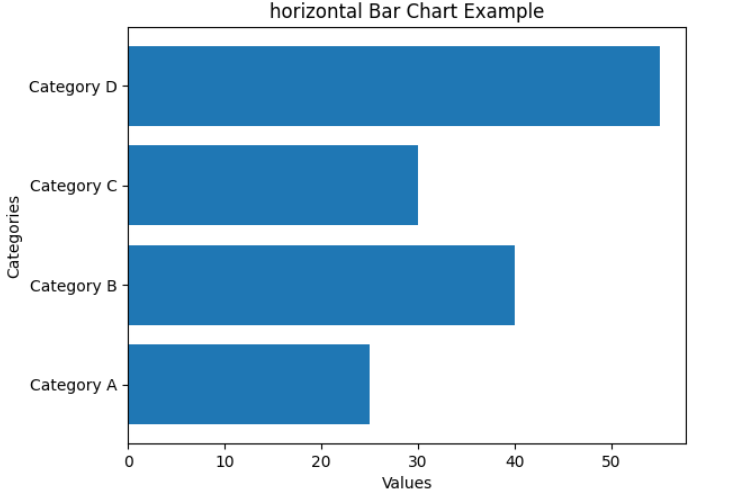 horizontal Bar Chart Example
Category D
Category C
Category B
Category A
Categories
0 10 20 30 40 50
Values